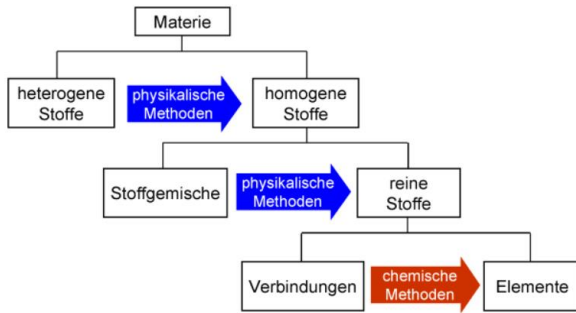 Materie
heterogene
Stoffe
physikalische
Methoden
homogene
Stoffe
Stoffgemische
physikalische
Methoden
reine
Stoffe
Verbindungen
chemische
Methoden
Elemente